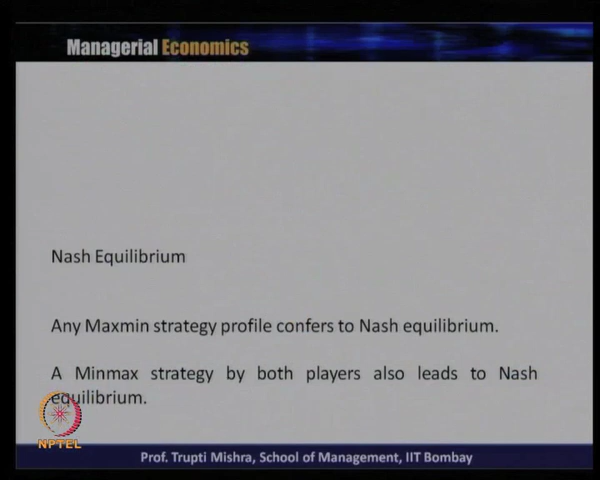 Managerial Economics
Nash Equilibrium
Any Maxmin strategy profile confers to Nash equilibrium.
A Minmax strategy by both players also leads to Nash
equilibrium.
NPTEL
Prof. Trupti Mishra, School of Management, IIT Bombay